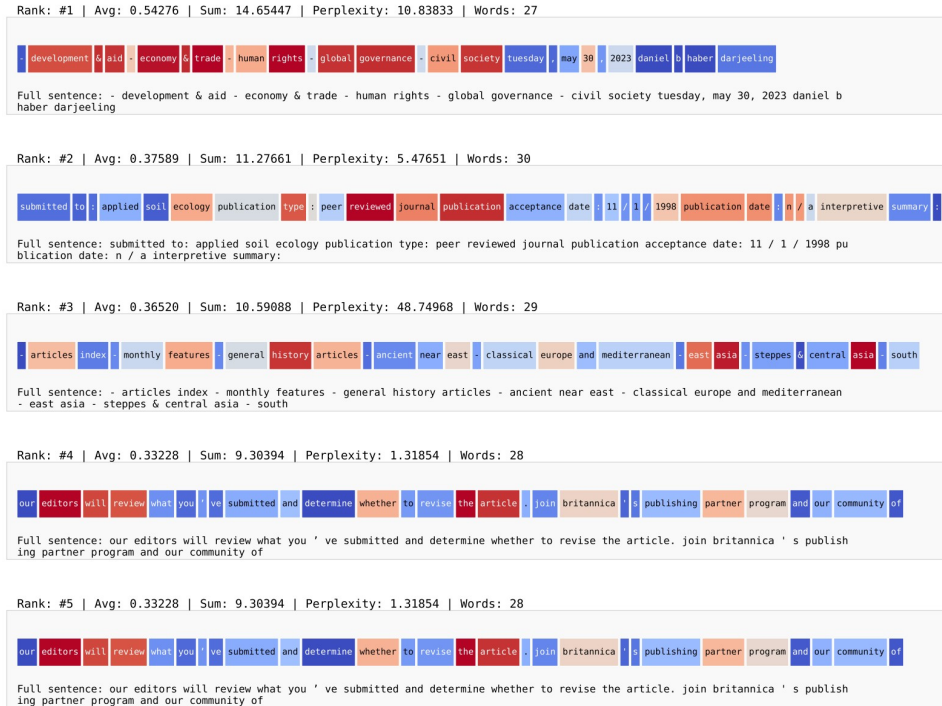 Rank: #1 | Avg: 0.54276 | Sum: 14.65447 | Perplexity: 10.83833 | Words: 27
- development & aid - economy & trade - human rights - global governance - civil society tuesday , may 30 , 2023 daniel b haber darjeeling
Full sentence: - development & aid - economy & trade - human rights - global governance - civil society tuesday, may 30, 2023 daniel b
haber darjeeling
Rank: #2 | Avg: 0.37589 | Sum: 11.27661 | Perplexity: 5.47651 | Words: 30
submitted to : applied soil ecology publication type : peer reviewed journal publication acceptance date : 11 / 1 / 1998 publication date : n / a interpretive summary :
Full sentence: submitted to: applied soil ecology publication type: peer reviewed journal publication acceptance date: 11 / 1 / 1998 pu
blication date: n / a interpretive summary:
Rank: #3 | Avg: 0.36520 | Sum: 10.59088 | Perplexity: 48.74968 | Words: 29
- articles index - monthly features - general history articles - ancient near east - classical europe and mediterranean - east asia - steppes & central asia - south
Full sentence: - articles index - monthly features - general history articles - ancient near east - classical europe and mediterranean
- east asia - steppes & central asia - south
Rank: #4 | Avg: 0.33228 | Sum: 9.30394 | Perplexity: 1.31854 | Words: 28
our editors will review what you ' ve submitted and determine whether to revise the article . join britannica ' s publishing partner program and our community of
Full sentence: our editors will review what you ’ ve submitted and determine whether to revise the article. join britannica ' s publish
ing partner program and our community of
Rank: #5 | Avg: 0.33228 | Sum: 9.30394 | Perplexity: 1.31854 | Words: 28
our editors will review what you ' ve submitted and determine whether to revise the article . join britannica ' s publishing partner program and our community of
Full sentence: our editors will review what you ’ ve submitted and determine whether to revise the article. join britannica ' s publish
ing partner program and our community of